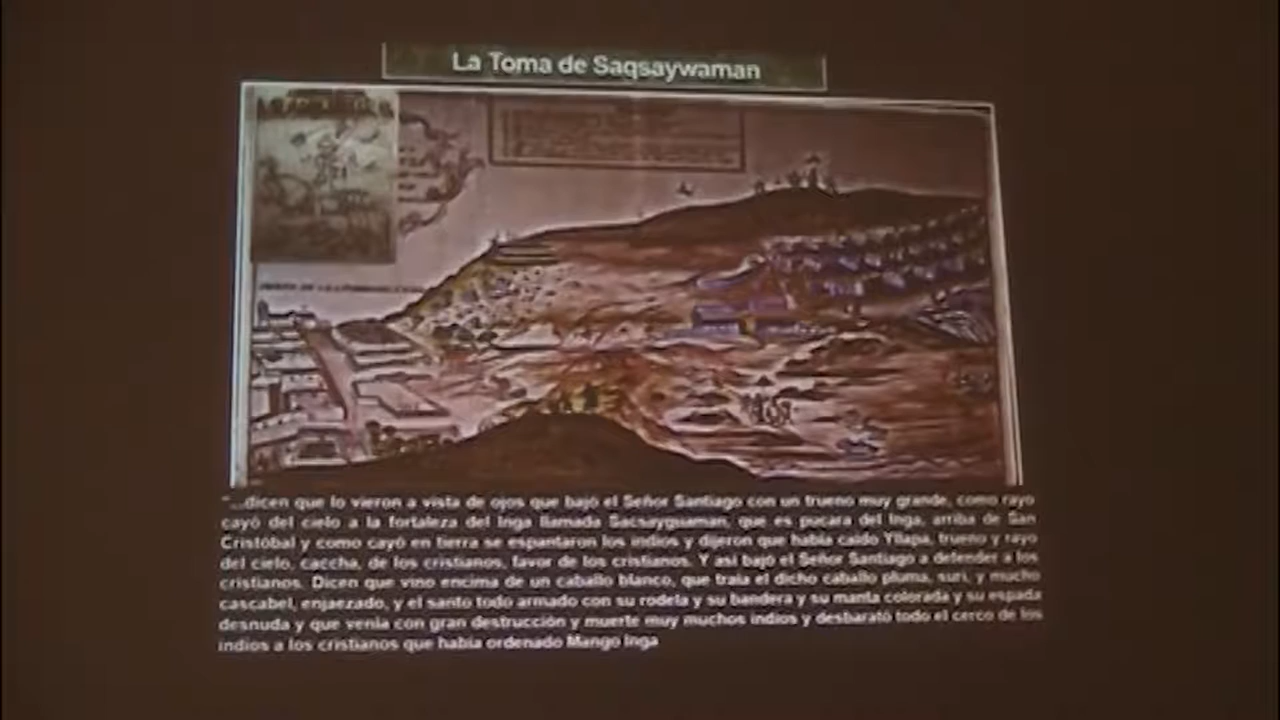 La Toma de Saqsaywaman
"...dicen que lo vieron a vista de ojos que bajó el Señor Santiago con un trueno muy grande, como rayo
cayó del cielo a la fortaleza del Inga llamada Sacsayguaman, que es pucara del Inga, arriba de San
Cristóbal y como cayó en tierra se espantaron los indios y dijeron que había caído Yllapa, trueno y rayo
del cielo, caccha, de los cristianos, favor de los cristianos. Y así bajó el Señor Santiago a defender a los
cristianos. Dicen que vino encima de un caballo blanco, que traía el dicho caballo pluma, suri, y mucho
cascabel, enjaezado, y el santo todo armado con su rodela y su bandera y su manta colorada y su espada
desnuda y que venía con gran destrucción y muerte muy muchos indios y desbarató todo el cerco de los
indios a los cristianos que había ordenado Mango Inga